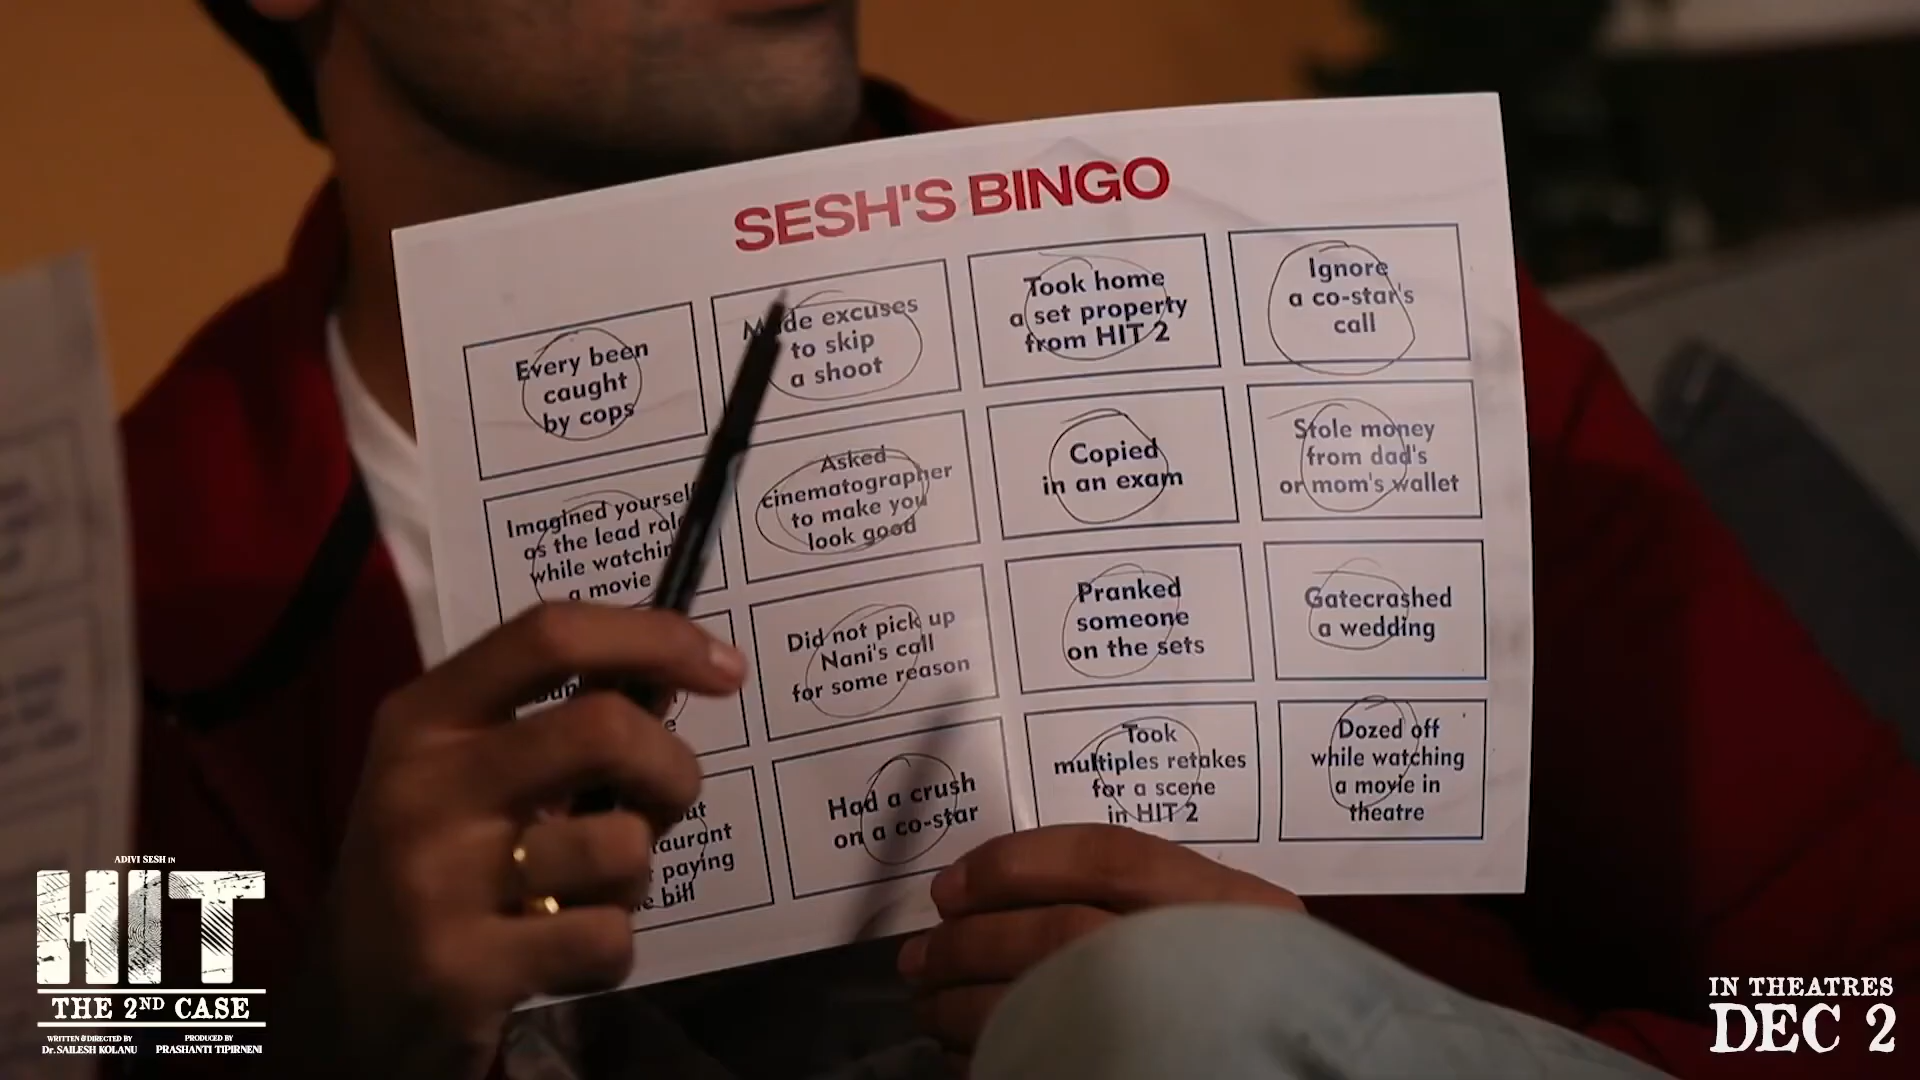 SESH'S BINGO
Every been
caught
by cops
Made excuses
to skip
a shoot
Took home
a set property
from HIT 2
Ignore
a co-star's
call
Imagined yourself
as the lead role
while watching
a movie
Asked
cinematographer
to make you
look good
Copied
in an exam
Stole money
from dad's
or mom's wallet
Did not pick up
Nani's call
for some reason
Pranked
someone
on the sets
Gatecrashed
a wedding
paying
bill
Had a crush
on a co-star
Took
multiples retakes
for a scene
in HIT 2
Dozed off
while watching
a movie in
theatre
ADIVI SESH IN
HIT
THE 2ND CASE
WRITTEN & DIRECTED BY
Dr. SAILESH KOLANU
PRODUCED BY
PRASHANTI TIPIRNENI
IN THEATRES
DEC 2